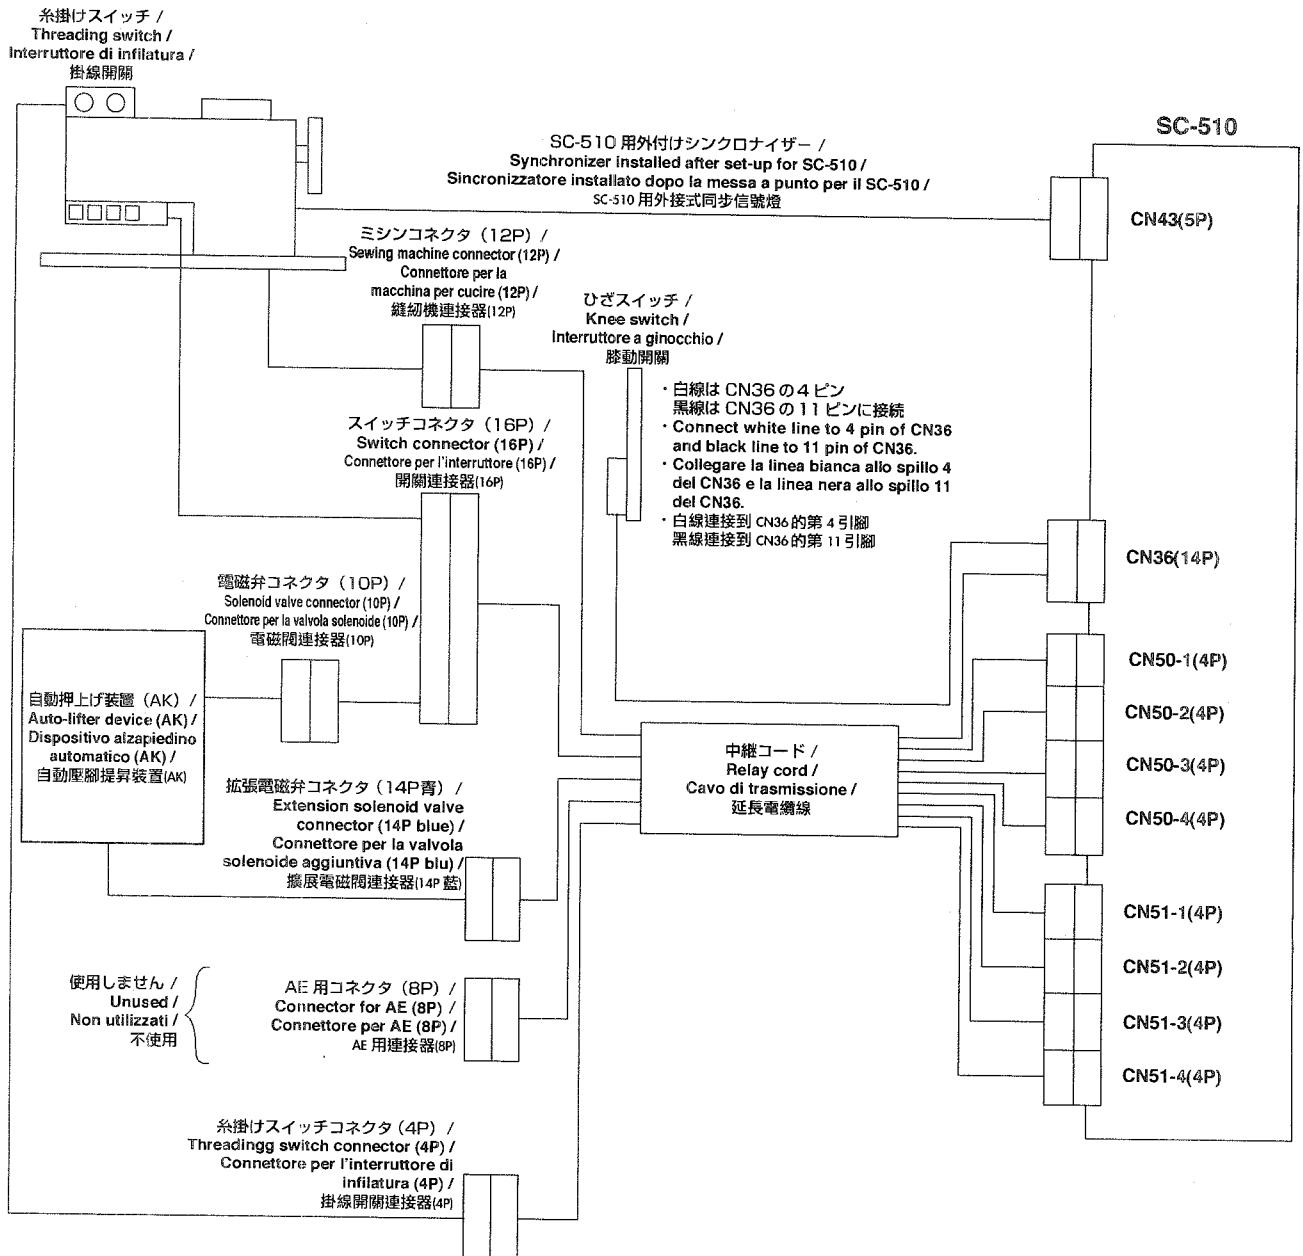 糸掛けスイッチ /
Threading switch /
Interruttore di infilatura /
掛線開關
SC-510
SC-510 用外付けシンクロナイザー /
Synchronizer installed after set-up for SC-510 /
Sincronizzatore installato dopo la messa a punto per il SC-510 /
SC-510 用外接式同步信號燈
CN43(5P)
ミシンコネクタ（12P）/
Sewing machine connector (12P) /
Connettore per la
macchina per cucire (12P) /
縫紉機連接器(12P)
ひざスイッチ /
Knee switch /
Interruttore a ginocchio /
膝動開關
・白線は CN36 の 4 ピン
黒線は CN36 の 11 ピンに接続
・Connect white line to 4 pin of CN36
and black line to 11 pin of CN36.
・Collegare la linea bianca allo spillo 4
del CN36 e la linea nera allo spillo 11
del CN36.
・白線連接到 CN36 的第 4 引腳
黑線連接到 CN36 的第 11 引腳
スイッチコネクタ（16P）/
Switch connector (16P) /
Connettore per l'interruttore (16P) /
開關連接器(16P)
CN36(14P)
電磁弁コネクタ（10P）/
Solenoid valve connector (10P) /
Connettore per la valvola solenoide (10P) /
電磁閥連接器(10P)
CN50-1(4P)
CN50-2(4P)
CN50-3(4P)
CN50-4(4P)
自動押上げ装置（AK）/
Auto-lifter device (AK) /
Dispositivo alzapiedino
automatico (AK) /
自動壓腳提昇裝置(AK)
中継コード /
Relay cord /
Cavo di trasmissione /
延長電纜線
拡張電磁弁コネクタ（14P青）/
Extension solenoid valve
connector (14P blue) /
Connettore per la valvola
solenoide aggiuntiva (14P blu) /
擴展電磁閥連接器(14P 藍)
CN51-1(4P)
CN51-2(4P)
CN51-3(4P)
CN51-4(4P)
使用しません /
Unused /
Non utilizzati /
不使用
AE 用コネクタ（8P）/
Connector for AE (8P) /
Connettore per AE (8P) /
AE 用連接器(8P)
糸掛けスイッチコネクタ（4P）/
Threadingg switch connector (4P) /
Connettore per l'interruttore di
infilatura (4P) /
掛線開關連接器(4P)